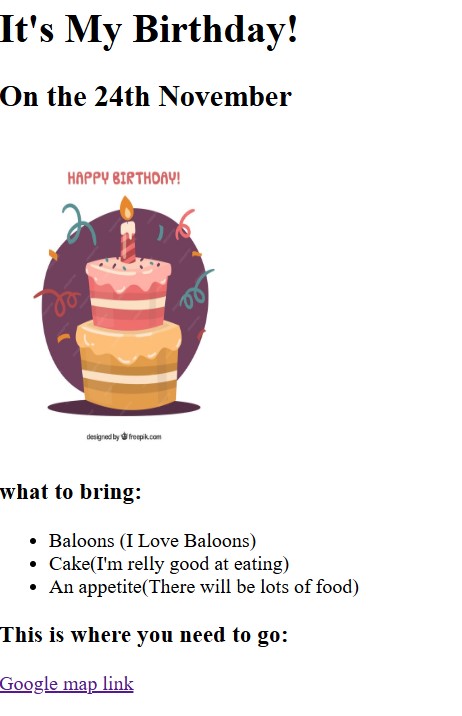 It's My Birthday!
On the 24th November
HAPPY BIRTHDAY!
designed by freepik.com
what to bring:
Baloons (I Love Baloons)
Cake(I'm relly good at eating)
An appetite(There will be lots of food)
This is where you need to go:
Google map link